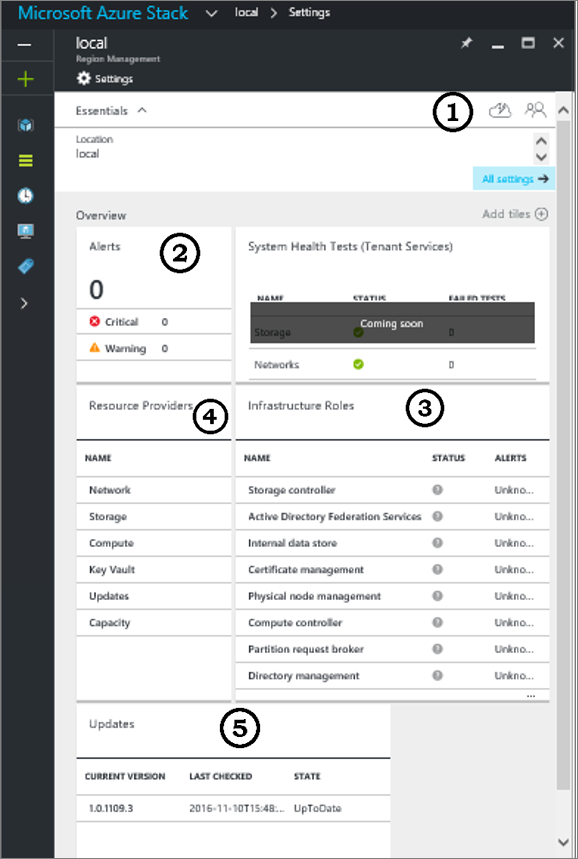 Microsoft Azure Stack local > Settings
local
Region Management
Settings
Essentials
1
Location
local
All settings →
Overview
Add tiles
Alerts
2
0
Critical 0
Warning 0
System Health Tests (Tenant Services)
NAME STATUS FAILED TESTS
Coming soon
Storage 0
Networks 0
Resource Providers
4
NAME
Network
Storage
Compute
Key Vault
Updates
Capacity
Infrastructure Roles
3
NAME STATUS ALERTS
Storage controller Unkno...
Active Directory Federation Services Unkno...
Internal data store Unkno...
Certificate management Unkno...
Physical node management Unkno...
Compute controller Unkno...
Partition request broker Unkno...
Directory management Unkno...
...
Updates
5
CURRENT VERSION LAST CHECKED STATE
1.0.1109.3 2016-11-10T15:48:... UpToDate